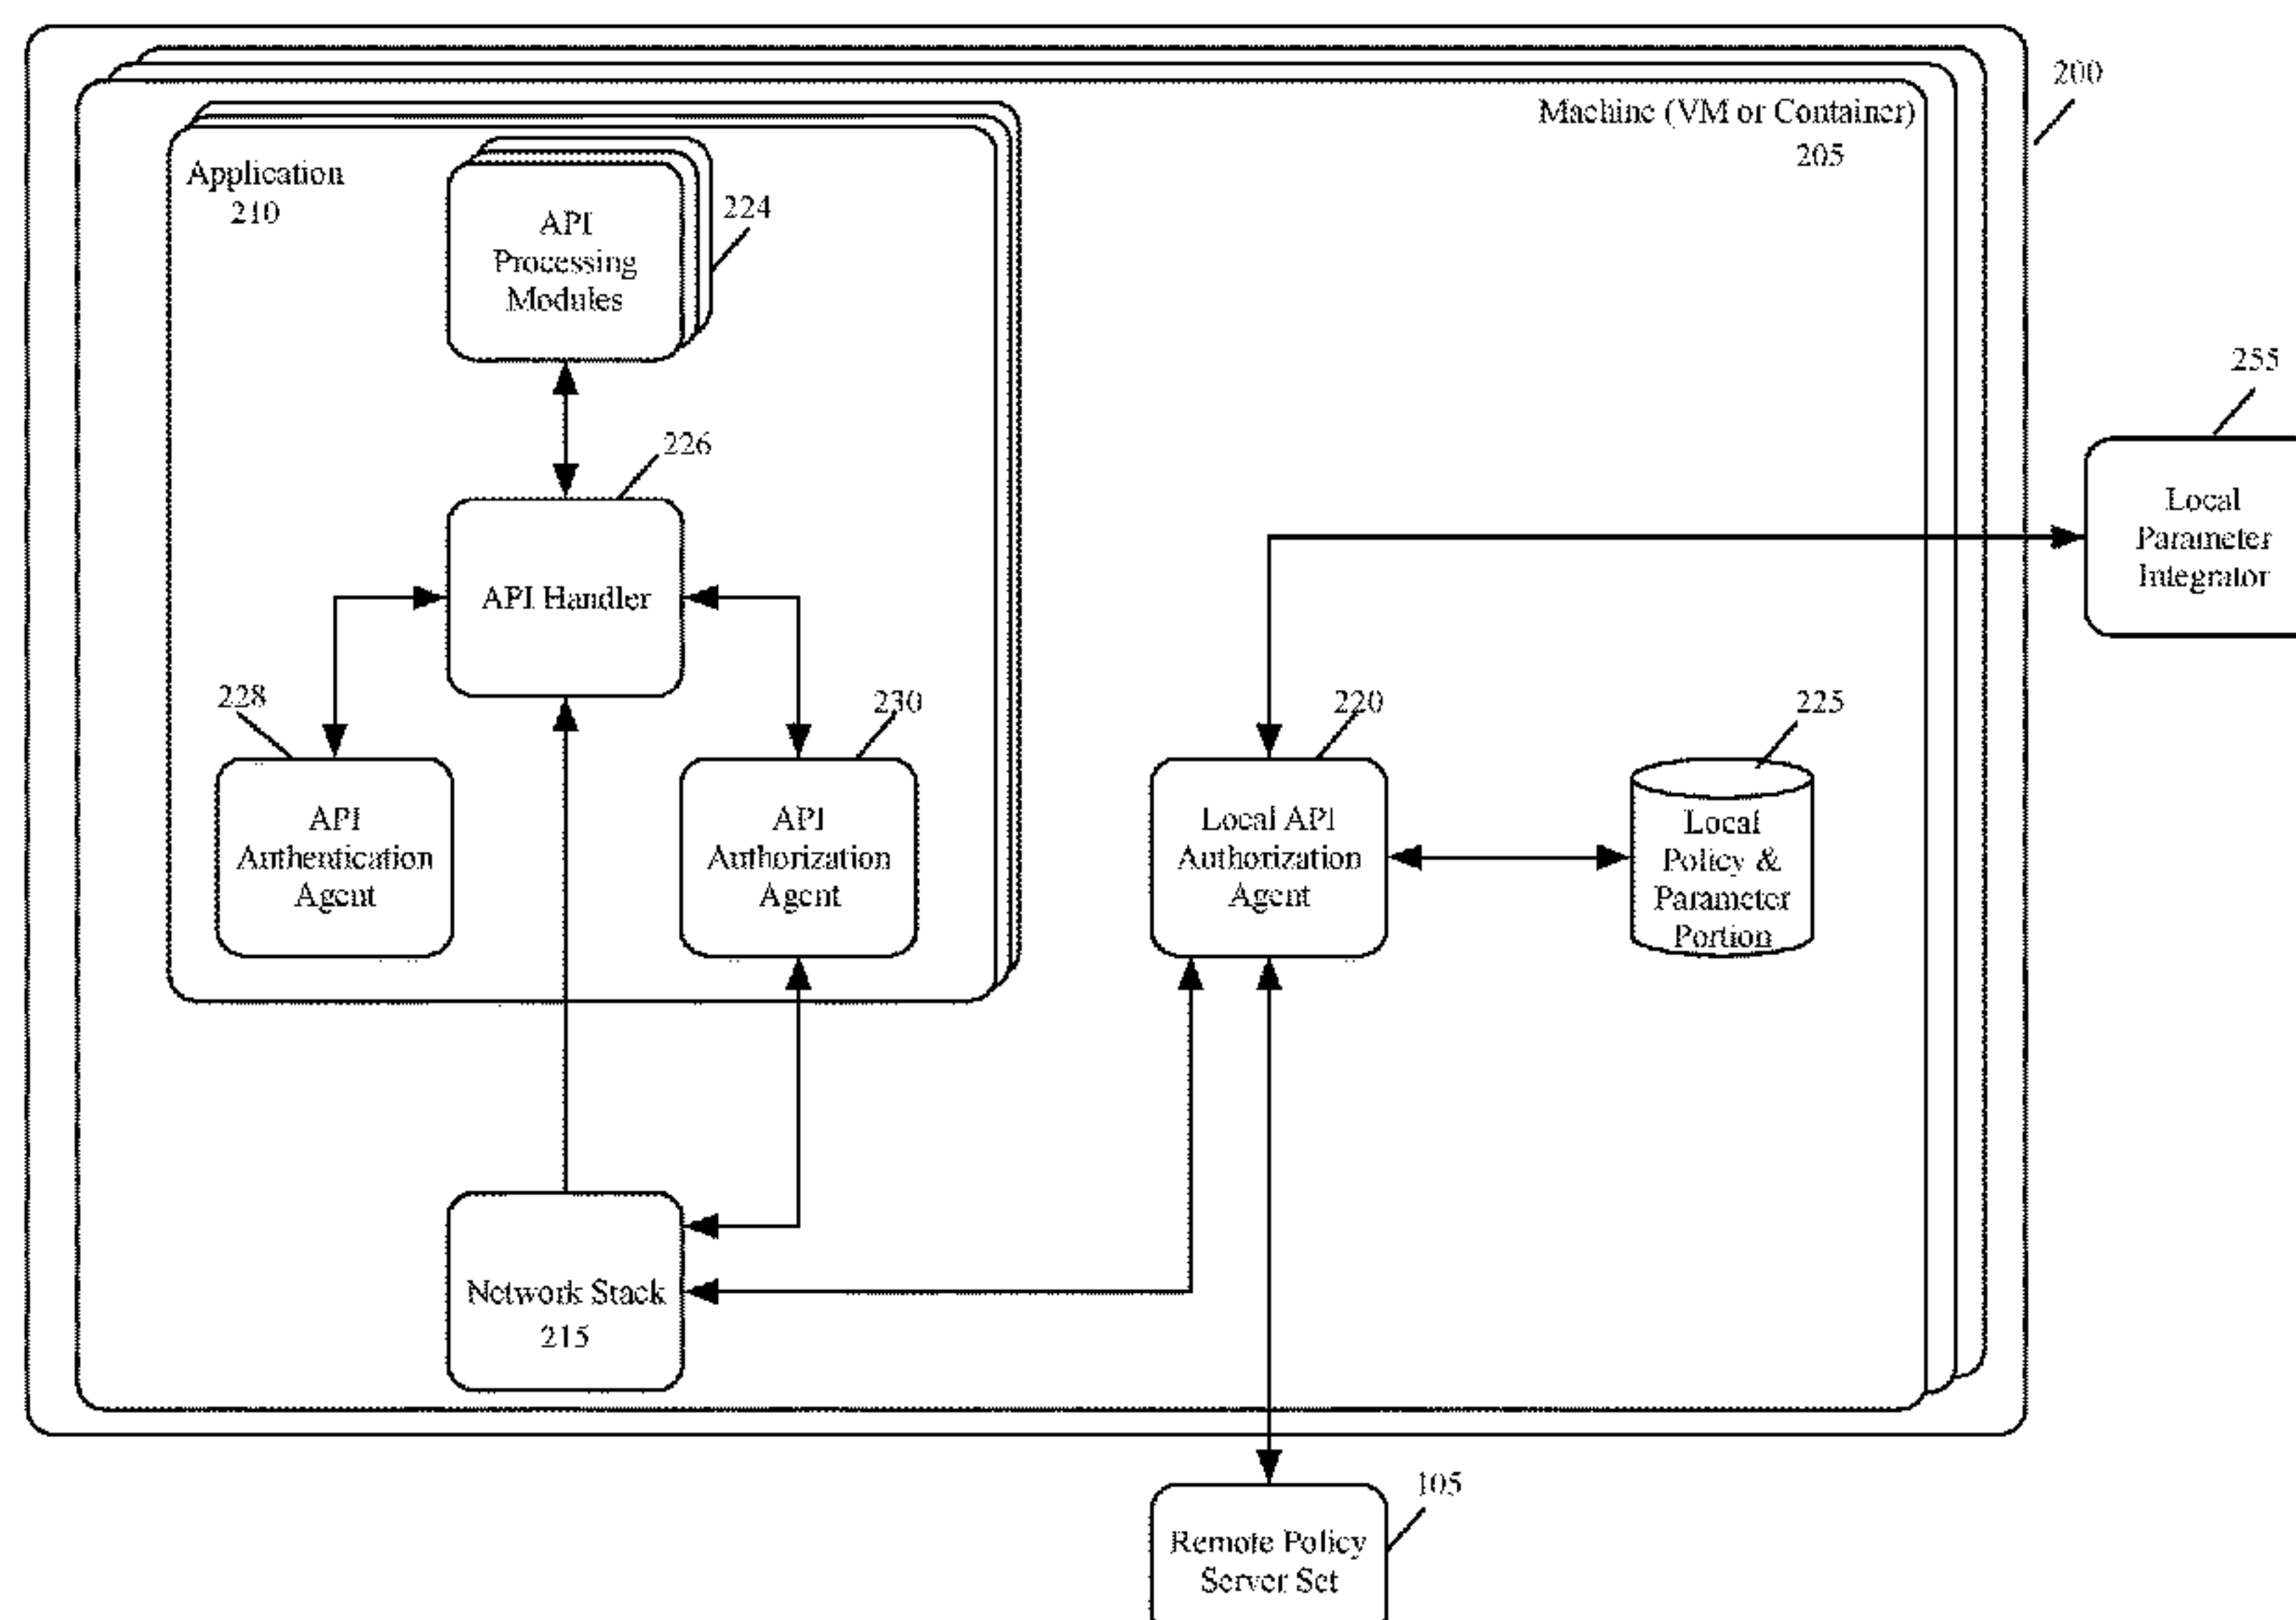 200
Machine (VM or Container)
205
Application
210
API
Processing
Modules
224
255
Local
Parameter
Integrator
226
API Handler
228
230
220
225
API
Authentication
Agent
API
Authorization
Agent
Local API
Authorization
Agent
Local
Policy &
Parameter
Portion
Network Stack
215
105
Remote Policy
Server Set